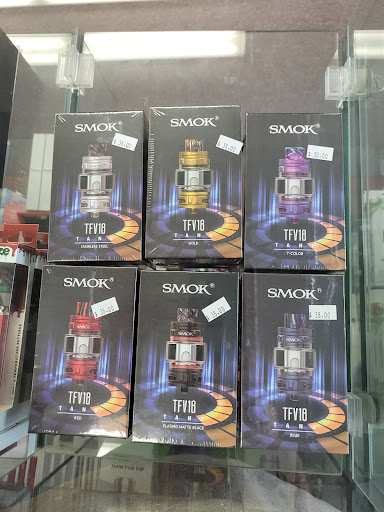 SMOK®
$ 38.00
TFV18
TANK
STAINLESS STEEL
SMOK®
$ 38.00
TFV18
TANK
GOLD
SMOK®
$ 38.00
TFV18
TANK
7-COLOR
SMOK®
$ 38.00
TFV18
TANK
RED
SMOK®
38.00
TFV18
TANK
PLATING MATTE BLACK
SMOK®
$ 38.00
TFV18
TANK
BLUE